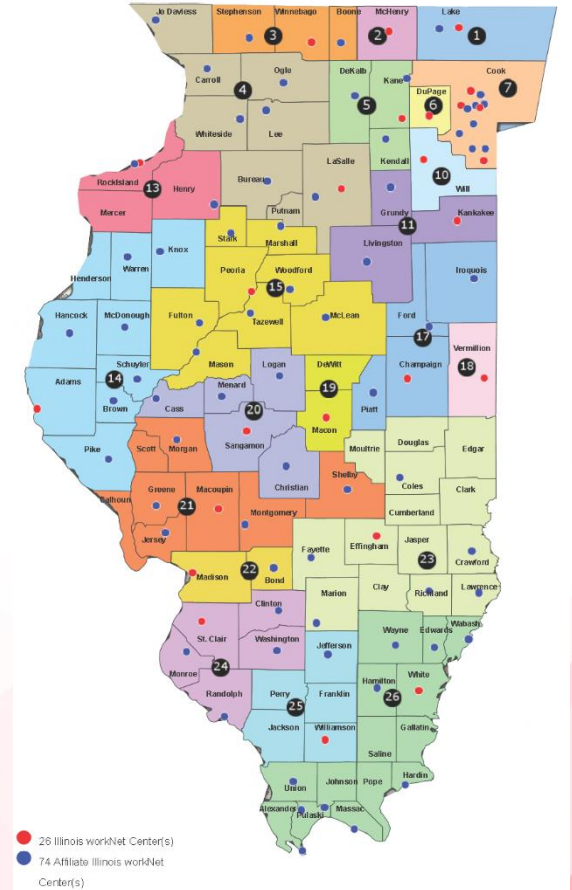 Jo Daviess
Stephenson
Winnebago
Boone
McHenry
Lake
3
2
1
Carroll
Ogle
4
DeKalb
5
Kane
DuPage
6
Cook
7
Whiteside
Lee
Kendall
10
Will
RockIsland
13
Henry
Mercer
Bureau
LaSalle
Putnam
Grundy
11
Kankakee
Stark
Marshall
Livingston
Knox
Warren
Henderson
Peoria
Woodford
15
Iroquois
Hancock
McDonough
Fulton
Tazewell
McLean
Ford
17
Vermillion
18
Schuyler
14
Adams
Brown
Mason
Logan
DeWitt
19
Champaign
Menard
Cass
20
Macon
Piatt
Sangamon
Pike
Scott
Morgan
Christian
Moultrie
Douglas
Edgar
Coles
Shelby
Clark
Calhoun
Greene
Macoupin
21
Montgomery
Cumberland
Jersey
Fayette
Effingham
Jasper
23
Crawford
Madison
22
Bond
Clay
Marion
Richland
Lawrence
Clinton
St. Clair
Washington
Jefferson
Wayne
Edwards
Wabash
Monroe
24
Randolph
Perry
25
Franklin
Hamilton
White
26
Jackson
Williamson
Saline
Gallatin
Union
Johnson
Pope
Hardin
Alexander
Pulaski
Massac
26 Illinois workNet Center(s)
74 Affiliate Illinois workNet
Center(s)